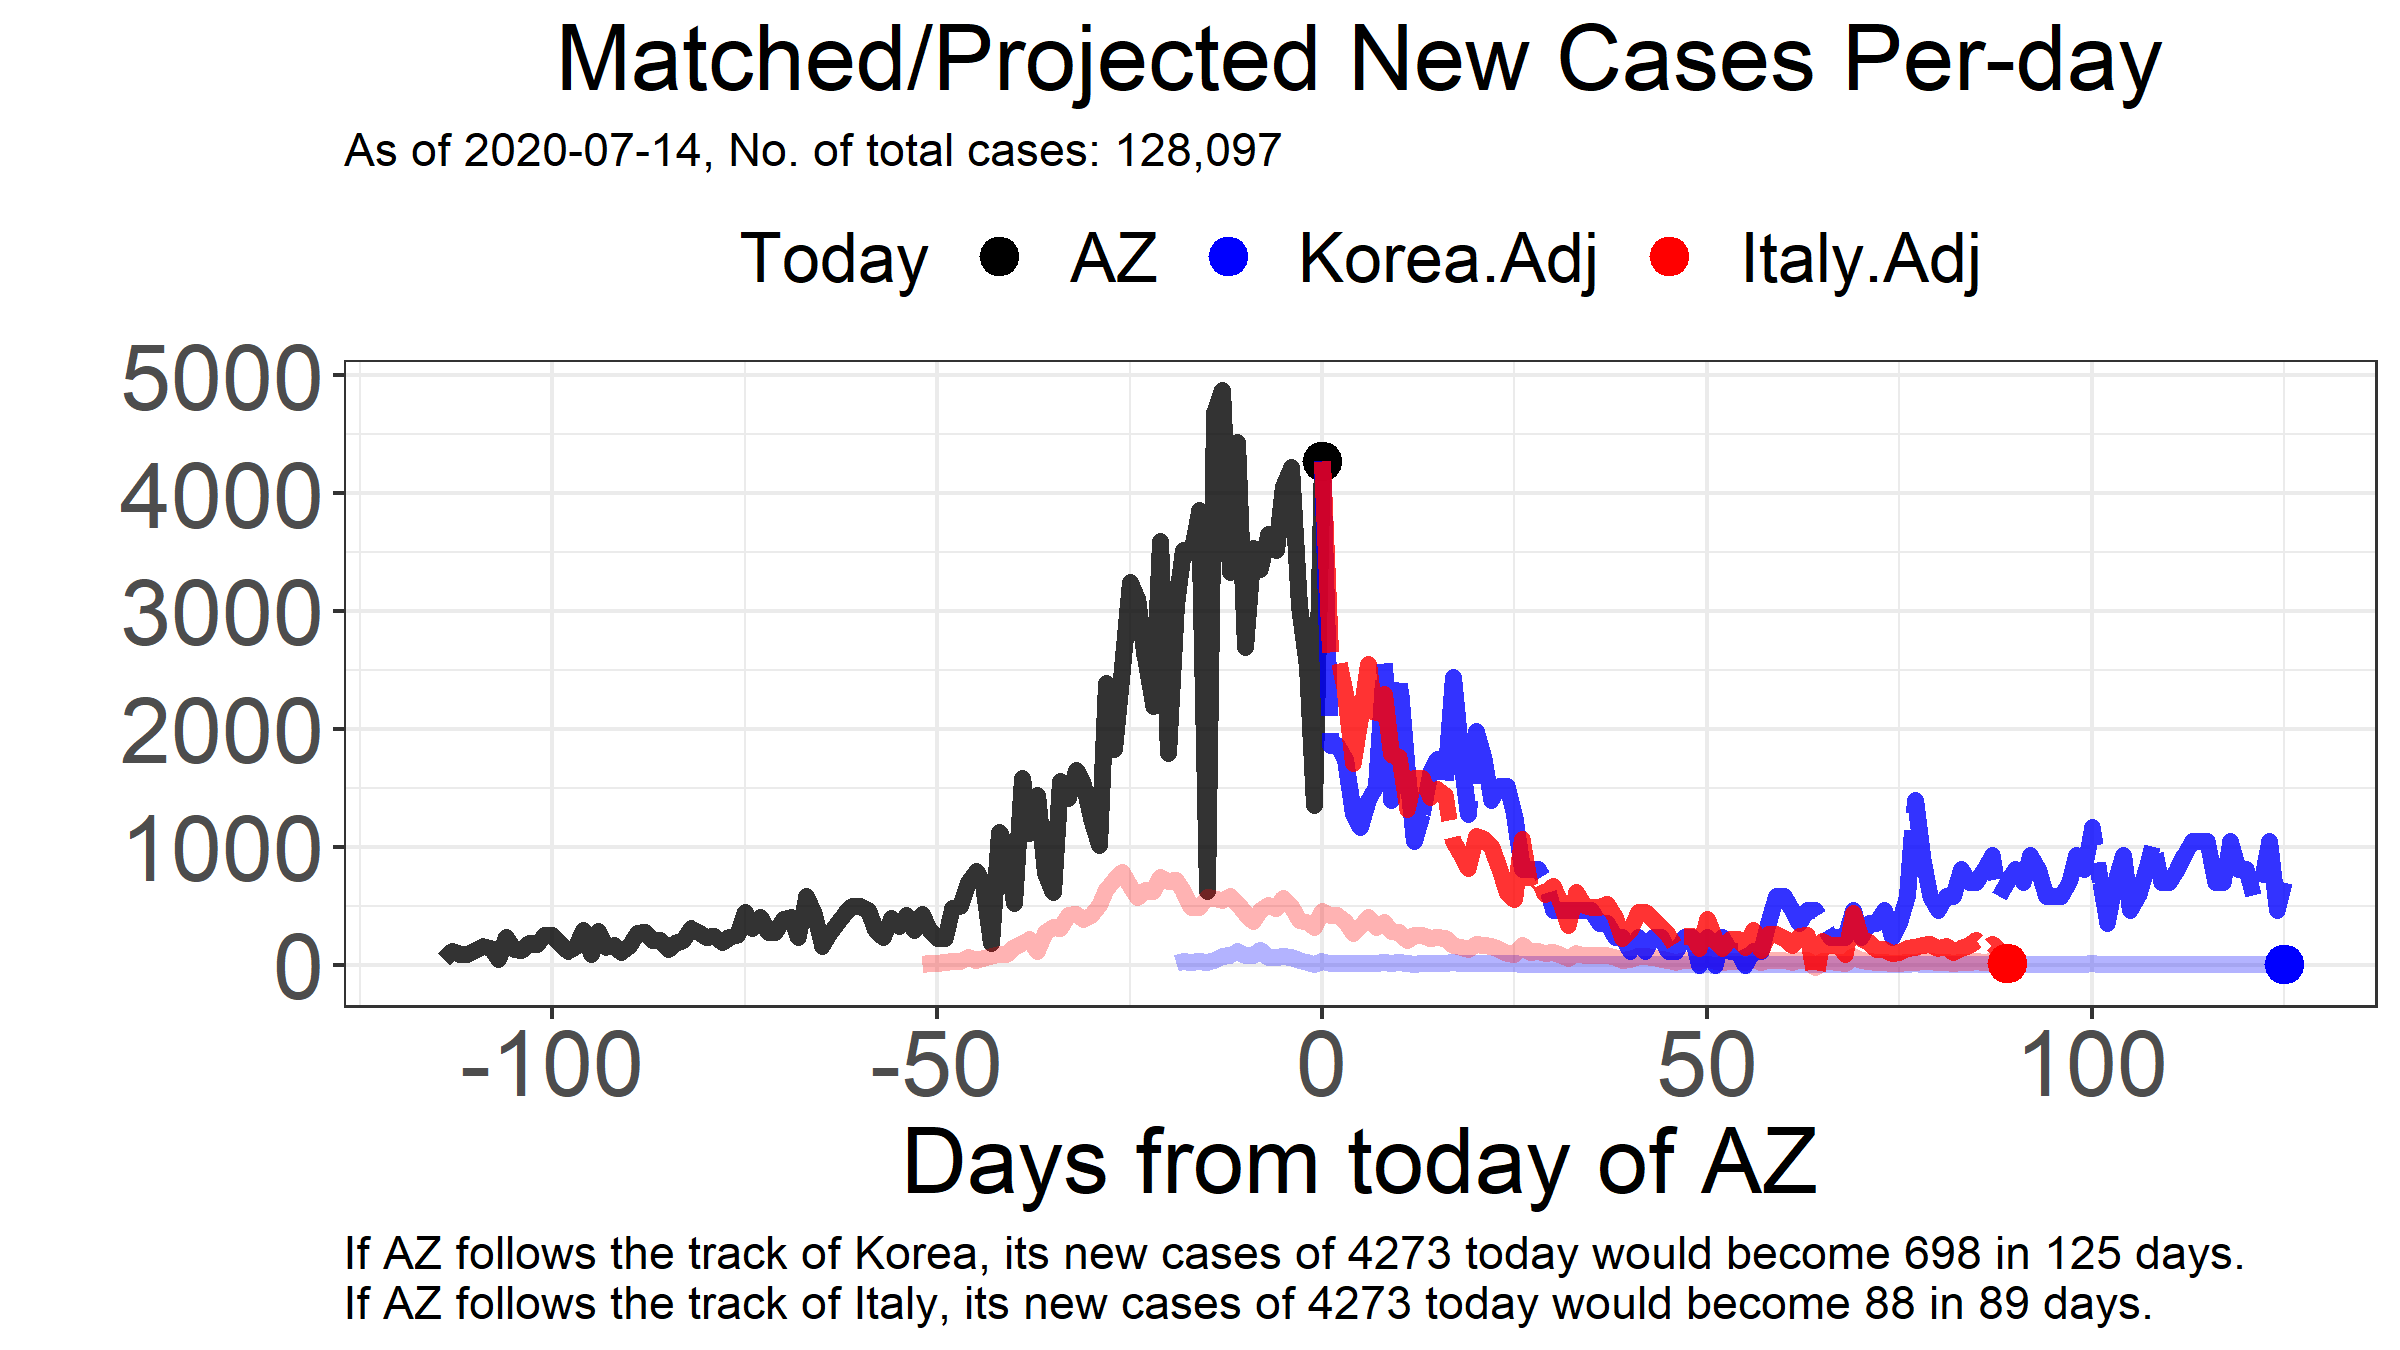 Matched/Projected New Cases Per-day
As of 2020-07-14, No. of total cases: 128,097
Today AZ Korea.Adj Italy.Adj
5000
4000
3000
2000
1000
0
-100 -50 0 50 100
Days from today of AZ
If AZ follows the track of Korea, its new cases of 4273 today would become 698 in 125 days.
If AZ follows the track of Italy, its new cases of 4273 today would become 88 in 89 days.